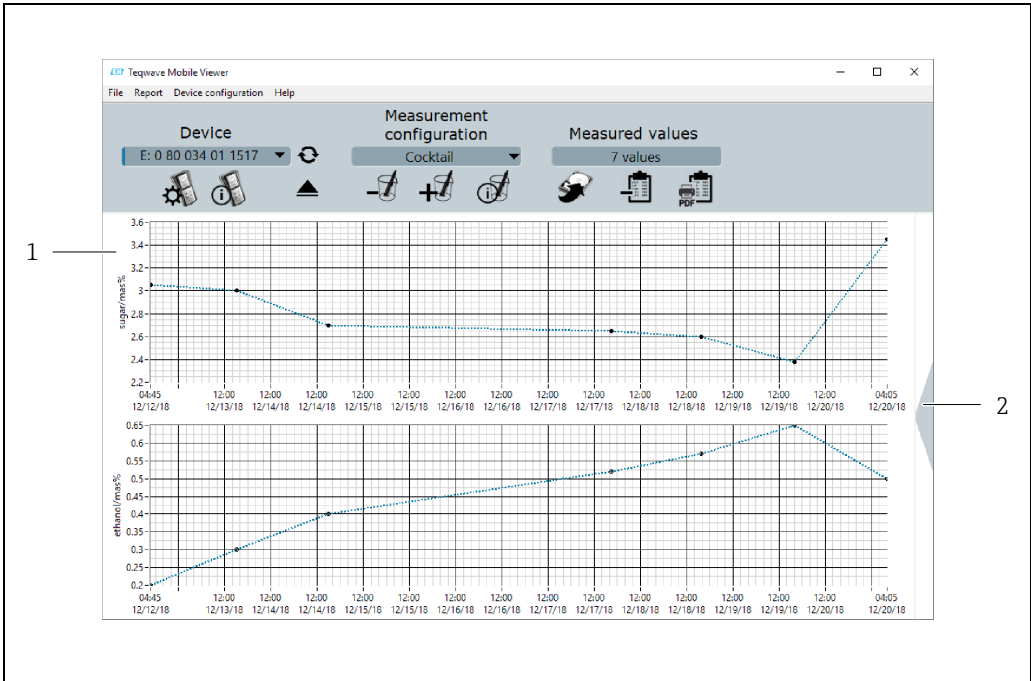 EH Teqwave Mobile Viewer
File Report Device configuration Help
Device
Measurement
configuration
Measured values
E: 0 80 034 01 1517
Cocktail
7 values
PDF
1
3.6
3.4
3.2
3
2.8
2.6
2.4
2.2
sugar/mas%
04:45 12:00 12:00 12:00 12:00 12:00 12:00 12:00 12:00 12:00 12:00 12:00 12:00 12:00 04:05
12/12/18 12/13/18 12/14/18 12/14/18 12/15/18 12/15/18 12/16/18 12/16/18 12/17/18 12/17/18 12/18/18 12/18/18 12/19/18 12/19/18 12/20/18 12/20/18
2
0.65
0.6
0.55
0.5
0.45
0.4
0.35
0.3
0.25
0.2
ethanol/mas%
04:45 12:00 12:00 12:00 12:00 12:00 12:00 12:00 12:00 12:00 12:00 12:00 12:00 12:00 12:00 04:05
12/12/18 12/13/18 12/14/18 12/14/18 12/15/18 12/15/18 12/16/18 12/16/18 12/17/18 12/17/18 12/18/18 12/18/18 12/19/18 12/19/18 12/20/18 12/20/18